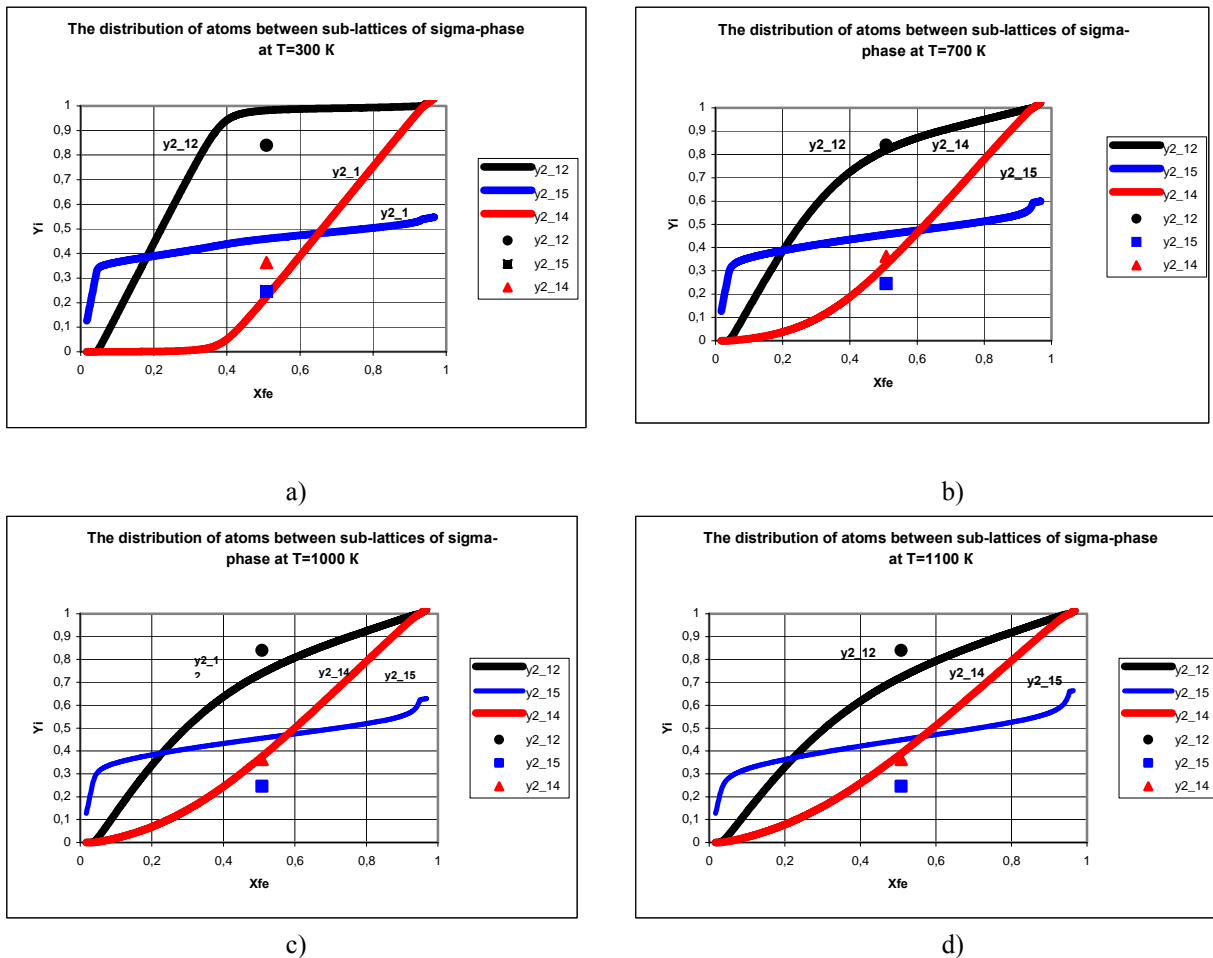 The distribution of atoms between sub-lattices of sigma-phase
at T=300 K
1
0,9
0,8
0,7
0,6
0,5
0,4
0,3
0,2
0,1
0
0
0,2
0,4
0,6
0,8
1
Yi
Xfe
y2_12
y2_1
y2_1
y2_12
y2_15
y2_14
y2_12
y2_15
y2_14
a)
The distribution of atoms between sub-lattices of sigma-
phase at T=700 K
1
0,9
0,8
0,7
0,6
0,5
0,4
0,3
0,2
0,1
0
0
0,2
0,4
0,6
0,8
1
Yi
Xfe
y2_12
y2_14
y2_15
y2_12
y2_15
y2_14
y2_12
y2_15
y2_14
b)
The distribution of atoms between sub-lattices of sigma-
phase at T=1000 K
1
0,9
0,8
0,7
0,6
0,5
0,4
0,3
0,2
0,1
0
0
0,2
0,4
0,6
0,8
1
Yi
Xfe
y2_1
2
y2_14
y2_15
y2_12
y2_15
y2_14
y2_12
y2_15
y2_14
c)
The distribution of atoms between sub-lattices of sigma-phase
at T=1100 K
1
0,9
0,8
0,7
0,6
0,5
0,4
0,3
0,2
0,1
0
0
0,2
0,4
0,6
0,8
1
Yi
Xfe
y2_12
y2_14
y2_15
y2_12
y2_15
y2_14
y2_12
y2_15
y2_14
d)